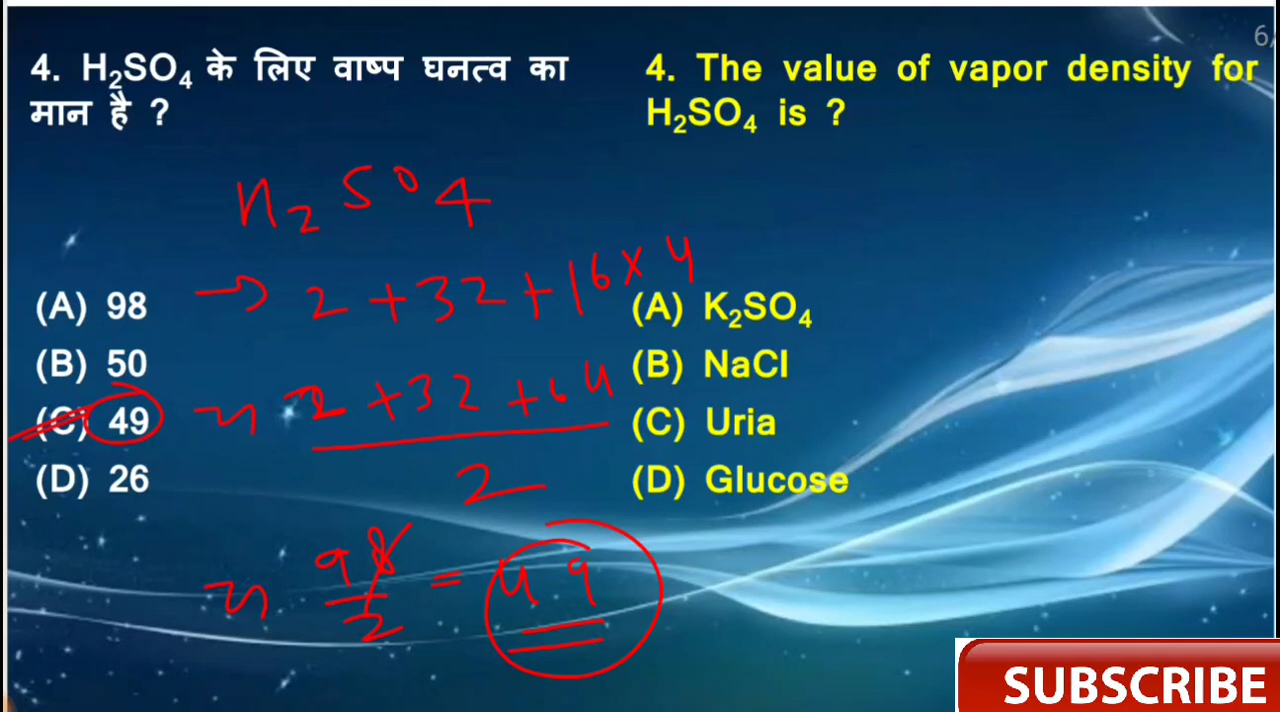 6/
4. H₂SO₄ के लिए वाष्प घनत्व का
मान है ?
(A) 98
(B) 50
(C) 49
(D) 26
4. The value of vapor density for
H₂SO₄ is ?
(A) K₂SO₄
(B) NaCl
(C) Uria
(D) Glucose
H₂SO4
→ 2+32+16×4
2+32+64
2
98
2
= 49
SUBSCRIBE